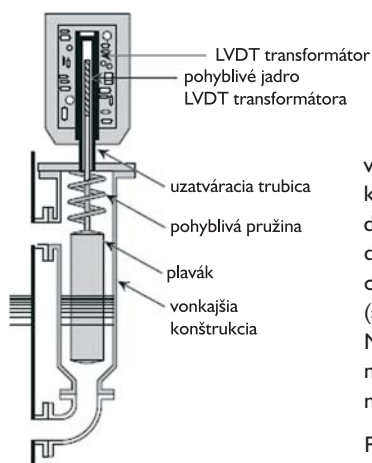 LVDT transformátor
pohyblivé jadro
LVDT transformátora
uzatváracia trubica
pohyblivá pružina
plavák
vonkajšia
konštrukcia